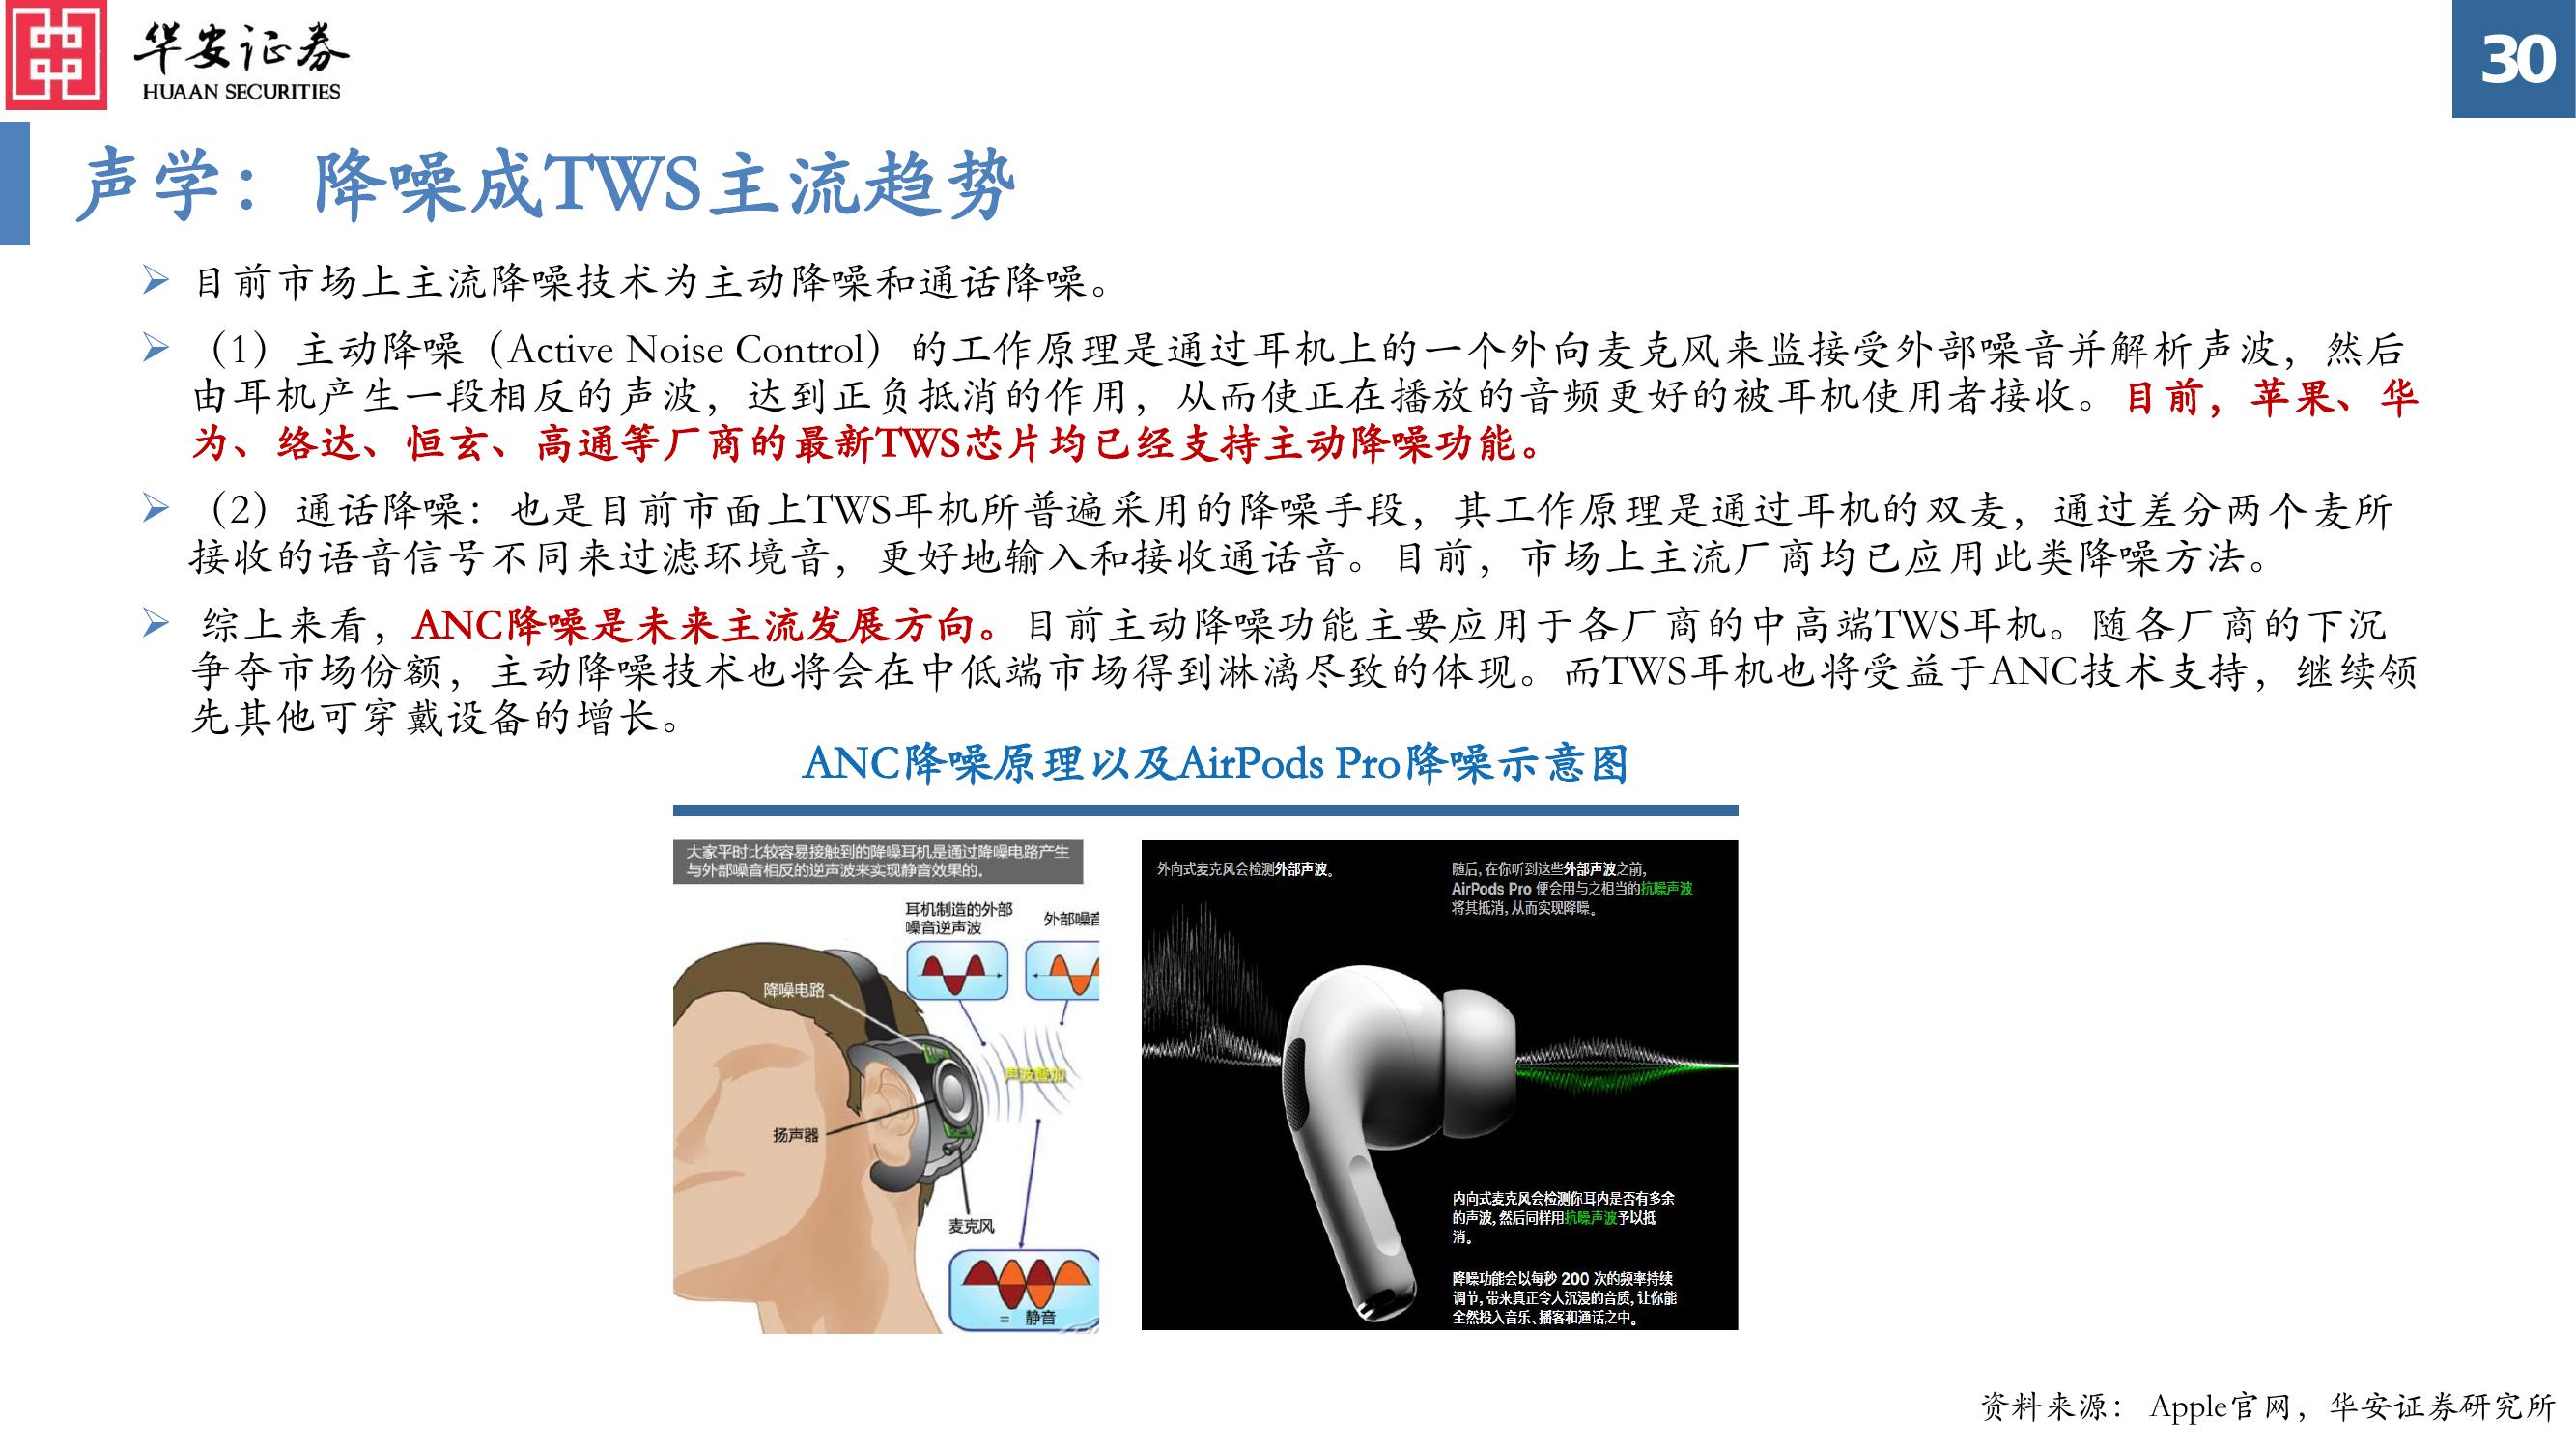 华安证券
HUAAN SECURITIES
30
声学：降噪成TWS主流趋势
目前市场上主流降噪技术为主动降噪和通话降噪。
（1）主动降噪（Active Noise Control）的工作原理是通过耳机上的一个外向麦克风来监接受外部噪音并解析声波，然后
由耳机产生一段相反的声波，达到正负抵消的作用，从而使正在播放的音频更好的被耳机使用者接收。目前，苹果、华
为、络达、恒玄、高通等厂商的最新TWS芯片均已经支持主动降噪功能。
（2）通话降噪：也是目前市面上TWS耳机所普遍采用的降噪手段，其工作原理是通过耳机的双麦，通过差分两个麦所
接收的语音信号不同来过滤环境音，更好地输入和接收通话音。目前，市场上主流厂商均已应用此类降噪方法。
综上来看，ANC降噪是未来主流发展方向。目前主动降噪功能主要应用于各厂商的中高端TWS耳机。随各厂商的下沉
争夺市场份额，主动降噪技术也将会在中低端市场得到淋漓尽致的体现。而TWS耳机也将受益于ANC技术支持，继续领
先其他可穿戴设备的增长。
ANC降噪原理以及AirPods Pro降噪示意图
大家平时比较容易接触到的降噪耳机是通过降噪电路产生
与外部噪音相反的逆声波来实现静音效果的。
耳机制造的外部
噪音逆声波
外部噪音
降噪电路
声波叠加
扬声器
麦克风
= 静音
外向式麦克风会检测外部声波。
随后, 在你听到这些外部声波之前,
AirPods Pro 便会用与之相当的抗噪声波
将其抵消, 从而实现降噪。
内向式麦克风会检测你耳内是否有多余
的声波, 然后同样用抗噪声波予以抵
消。
降噪功能会以每秒 200 次的频率持续
调节, 带来真正令人沉浸的音质, 让你能
全然投入音乐、播客和通话之中。
资料来源： Apple官网，华安证券研究所